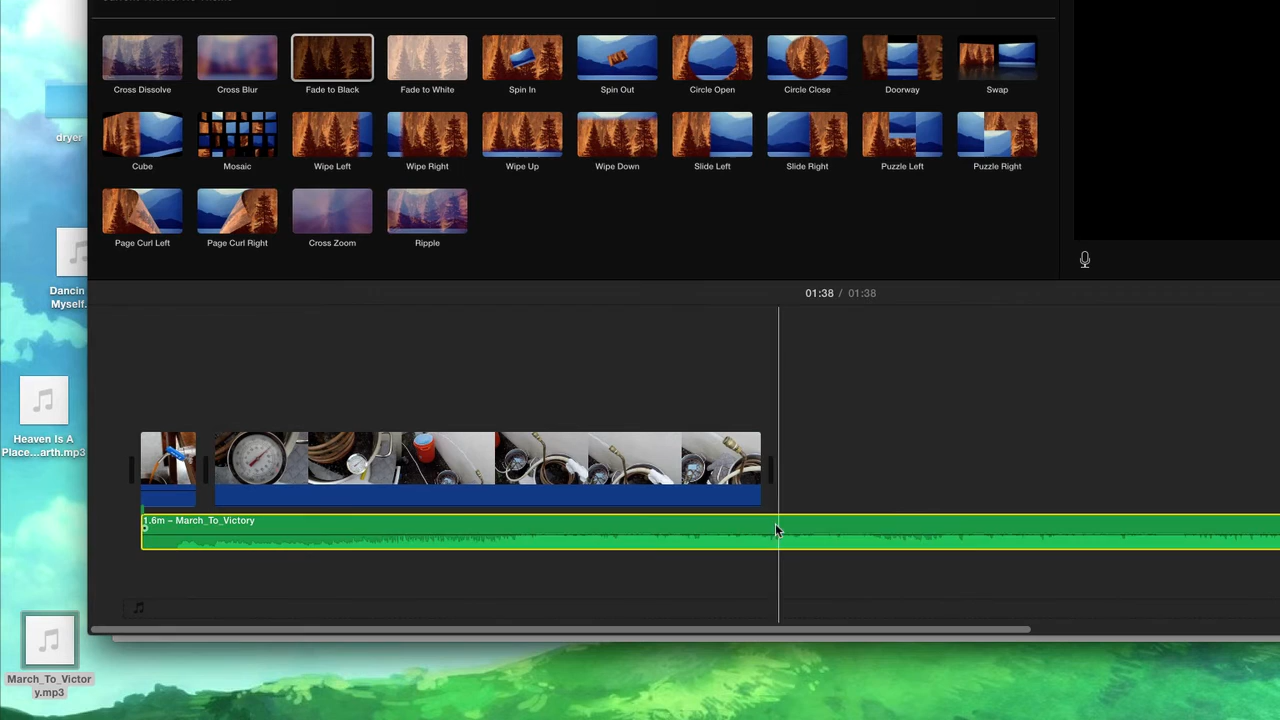 Cross Dissolve
Cross Blur
Fade to Black
Fade to White
Spin In
Spin Out
Circle Open
Circle Close
Doorway
Swap
Cube
Mosaic
Wipe Left
Wipe Right
Wipe Up
Wipe Down
Slide Left
Slide Right
Puzzle Left
Puzzle Right
Page Curl Left
Page Curl Right
Cross Zoom
Ripple
dryer
Dancin
Myself.
01:38 / 01:38
Heaven Is A
Place...arth.mp3
1.6m – March_To_Victory
March_To_Victor
y.mp3